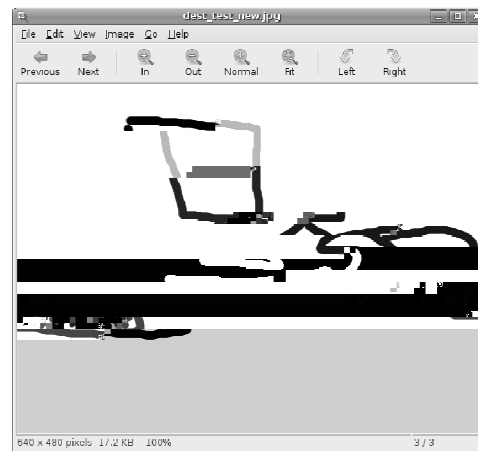 dest_test_new.jpg
File Edit View Image Go Help
Previous Next In Out Normal Fit Left Right
640 x 480 pixels 17.2 KB 100% 3 / 3